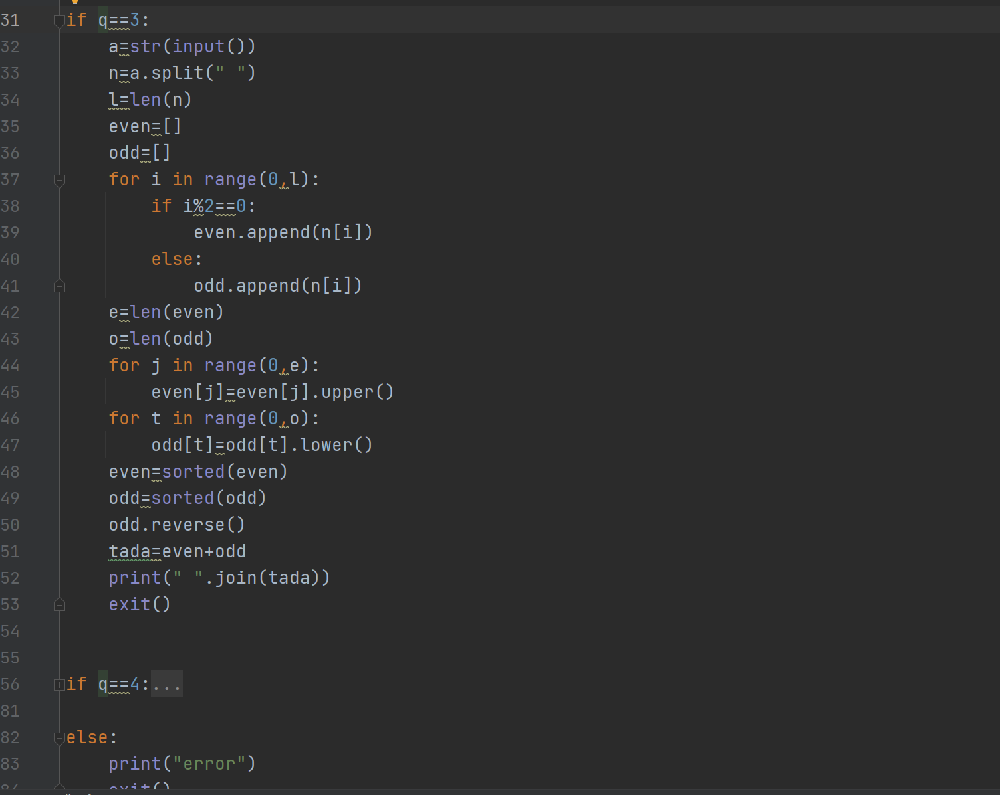 31 if q==3:
32 a=str(input())
33 n=a.split(" ")
34 l=len(n)
35 even=[]
36 odd=[]
37 for i in range(0,l):
38 if i%2==0:
39 even.append(n[i])
40 else:
41 odd.append(n[i])
42 e=len(even)
43 o=len(odd)
44 for j in range(0,e):
45 even[j]=even[j].upper()
46 for t in range(0,o):
47 odd[t]=odd[t].lower()
48 even=sorted(even)
49 odd=sorted(odd)
50 odd.reverse()
51 tada=even+odd
52 print(" ".join(tada))
53 exit()
54
55
56 if q==4:...
81
82 else:
83 print("error")
84 exit()